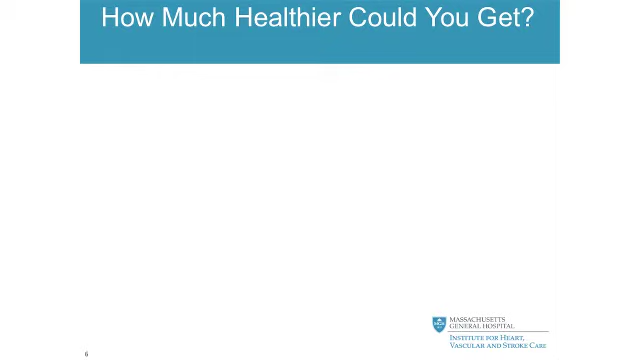 How Much Healthier Could You Get?
MASSACHUSETTS
GENERAL HOSPITAL
INSTITUTE FOR HEART,
VASCULAR AND STROKE CARE
6